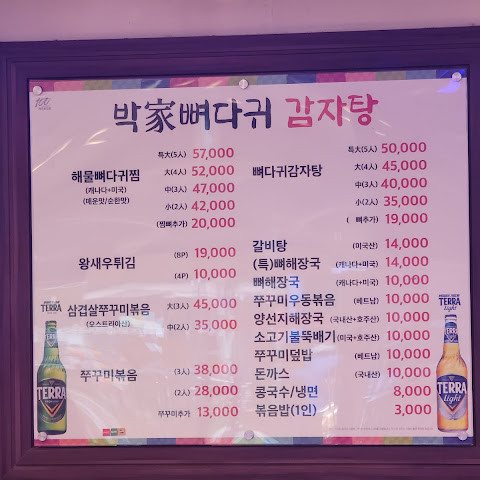 박家뼈다귀 감자탕
해물뼈다귀찜
(캐나다+미국)
(매운맛/순한맛)
특大(5人) 57,000
大(4人) 52,000
中(3人) 47,000
小(2人) 42,000
(찜뼈추가) 20,000
왕새우튀김
(8P) 19,000
(4P) 10,000
삼겹살쭈꾸미볶음
(오스트리아산)
大(3人) 45,000
中(2人) 35,000
쭈꾸미볶음
(3人) 38,000
(2人) 28,000
쭈꾸미추가 13,000
뼈다귀감자탕
특大(5人) 50,000
大(4人) 45,000
中(3人) 40,000
小(2人) 35,000
( 뼈추가) 19,000
갈비탕 (미국산) 14,000
(특)뼈해장국 (캐나다+미국) 14,000
뼈해장국 (캐나다+미국) 10,000
쭈꾸미우동볶음 (베트남) 10,000
양선지해장국 (국내산+호주산) 10,000
소고기불뚝배기 (미국+호주산) 10,000
쭈꾸미덮밥 (베트남) 10,000
돈까스 (국내산) 10,000
콩국수/냉면 8,000
볶음밥(1인) 3,000
TERRA
TERRA
TERRA
light
TERRA
light